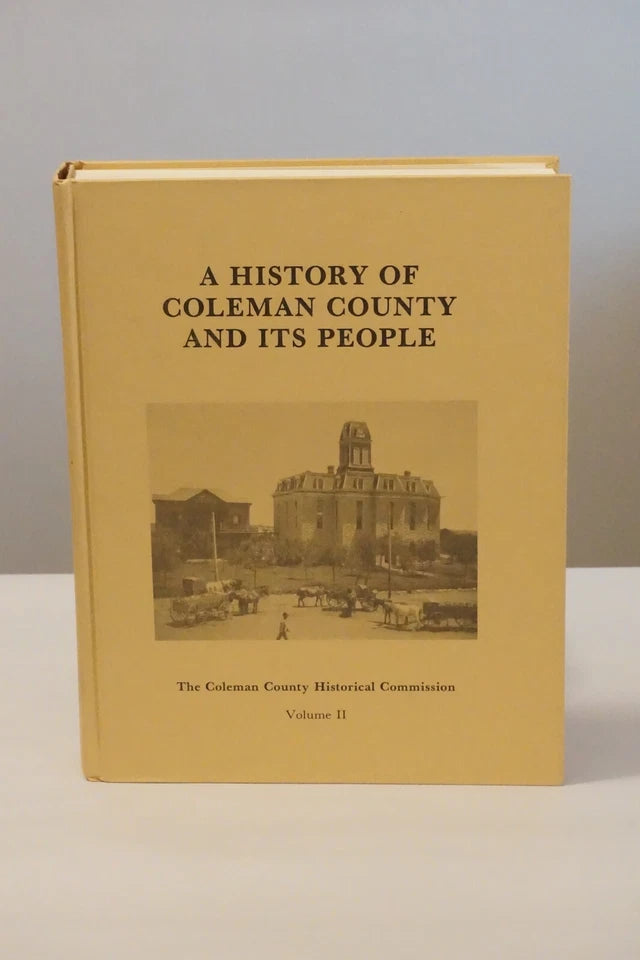 A HISTORY OF
COLEMAN COUNTY
AND ITS PEOPLE
The Coleman County Historical Commission
Volume II